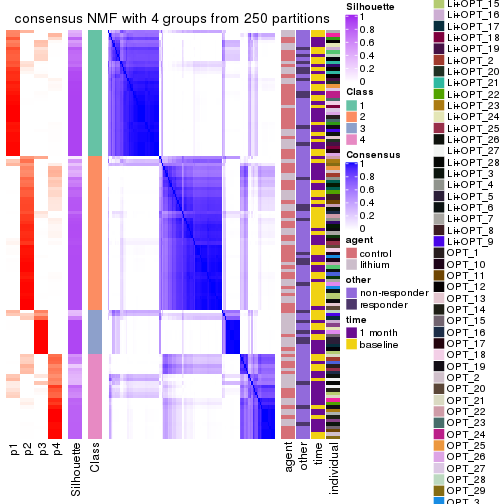 consensus NMF with 4 groups from 250 partitions
p1
p2
p3
p4
Silhouette
Class
agent
other
time
individual
Silhouette
1
0.8
0.6
0.4
0.2
0
Class
1
2
3
4
Consensus
1
0.8
0.6
0.4
0.2
0
agent
control
lithium
other
non-responder
responder
time
1 month
baseline
Li+OPT_15
Li+OPT_16
Li+OPT_17
Li+OPT_18
Li+OPT_19
Li+OPT_2
Li+OPT_20
Li+OPT_21
Li+OPT_22
Li+OPT_23
Li+OPT_24
Li+OPT_25
Li+OPT_26
Li+OPT_27
Li+OPT_28
Li+OPT_3
Li+OPT_4
Li+OPT_5
Li+OPT_6
Li+OPT_7
Li+OPT_8
Li+OPT_9
OPT_1
OPT_10
OPT_11
OPT_12
OPT_13
OPT_14
OPT_15
OPT_16
OPT_17
OPT_18
OPT_19
OPT_2
OPT_20
OPT_21
OPT_22
OPT_23
OPT_24
OPT_25
OPT_26
OPT_27
OPT_28
OPT_29
OPT_3